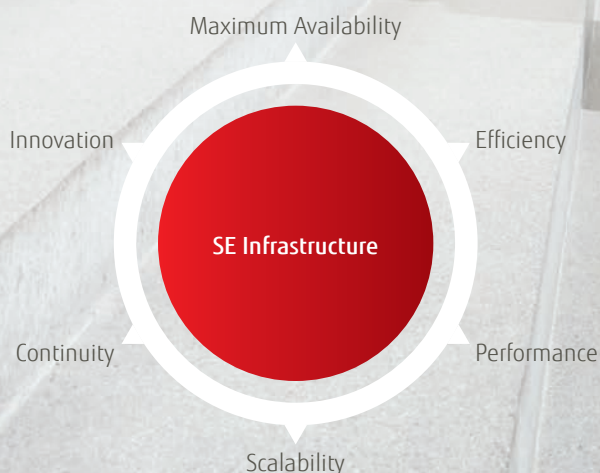 Maximum Availability
Innovation
Efficiency
SE Infrastructure
Continuity
Performance
Scalability